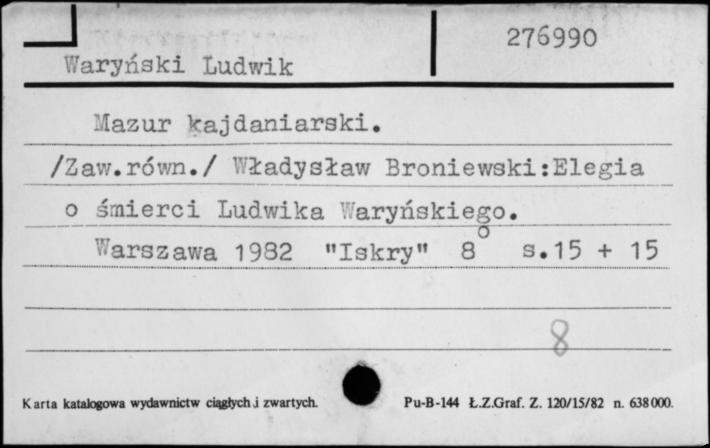 276990
Waryński Ludwik
Mazur kajdaniarski.
/Zaw.równ./ Władysław Broniewski:Elegia
o śmierci Ludwika Waryńskiego.
Warszawa 1982 "Iskry" 8° s.15 + 15
8
Karta katalogowa wydawnictw ciągłych i zwartych. Pu-B-144 Ł.Z.Graf. Z. 120/15/82 n. 638000.